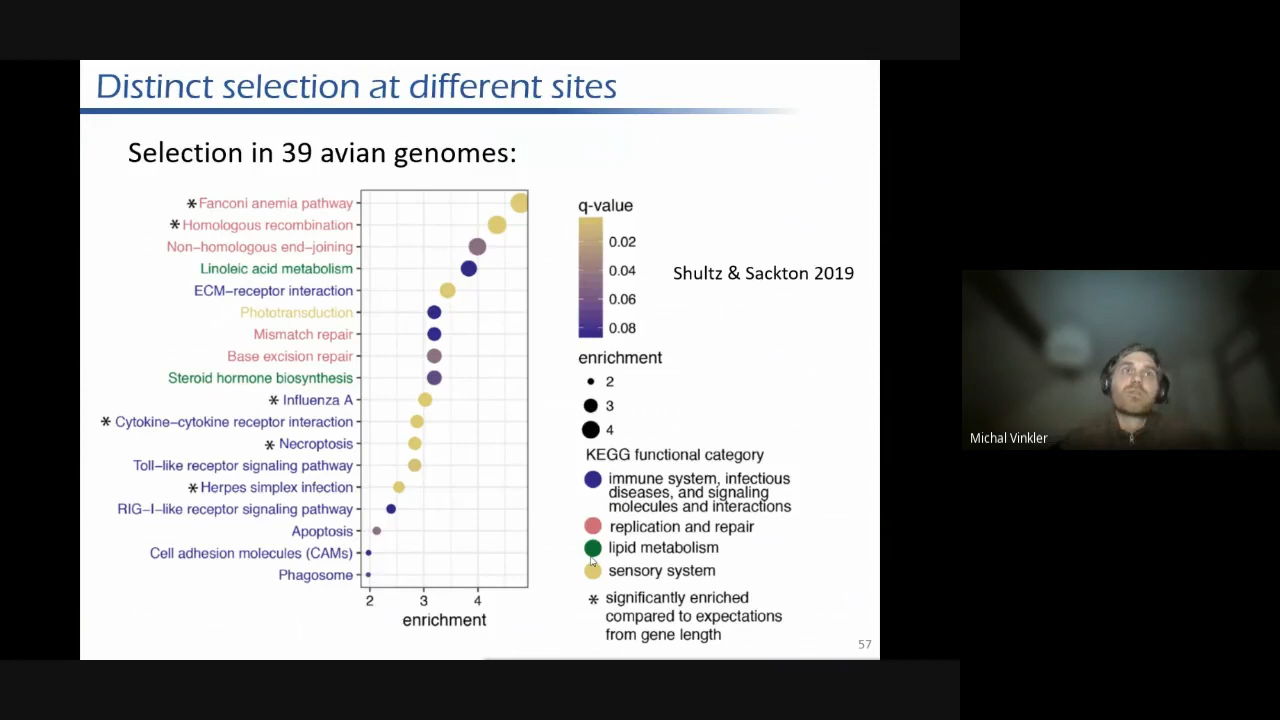 Distinct selection at different sites
Selection in 39 avian genomes:
* Fanconi anemia pathway
* Homologous recombination
Non-homologous end-joining
Linoleic acid metabolism
ECM-receptor interaction
Phototransduction
Mismatch repair
Base excision repair
Steroid hormone biosynthesis
* Influenza A
* Cytokine-cytokine receptor interaction
* Necroptosis
Toll-like receptor signaling pathway
* Herpes simplex infection
RIG-I-like receptor signaling pathway
Apoptosis
Cell adhesion molecules (CAMs)
Phagosome
2 3 4
enrichment
q-value
0.02
0.04
0.06
0.08
Shultz & Sackton 2019
enrichment
2
3
4
KEGG functional category
immune system, infectious
diseases, and signaling
molecules and interactions
replication and repair
lipid metabolism
sensory system
* significantly enriched
compared to expectations
from gene length
57
Michal Vinkler